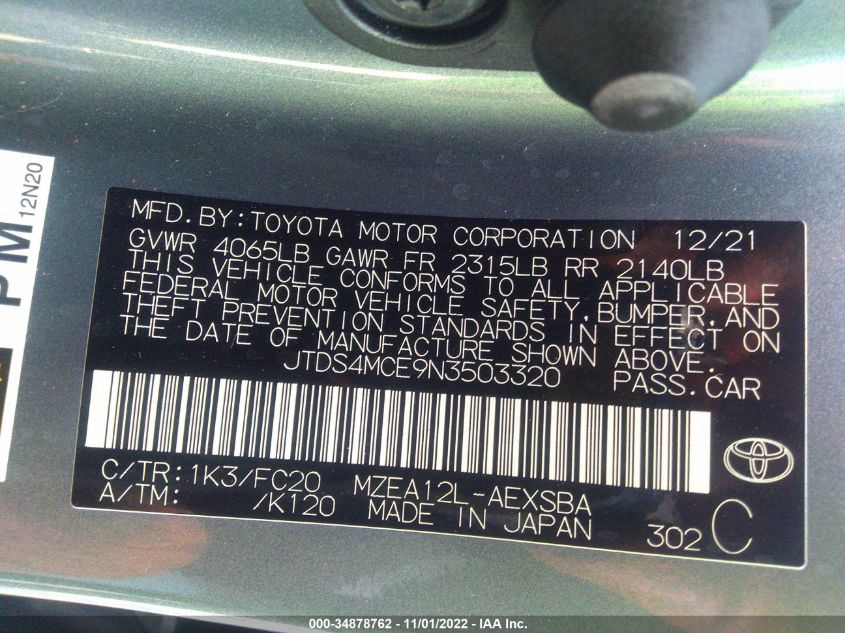 MFD. BY: TOYOTA MOTOR CORPORATION 12/21
GVWR 4065LB GAWR FR 2315LB RR 2140LB
THIS VEHICLE CONFORMS TO ALL APPLICABLE
FEDERAL MOTOR VEHICLE SAFETY, BUMPER, AND
THEFT PREVENTION STANDARDS IN EFFECT ON
THE DATE OF MANUFACTURE SHOWN ABOVE.
JTDS4MCE9N3503320 PASS. CAR
C/TR: 1K3/FC20 MZEA12L-AEXSBA
A/TM: /K120 MADE IN JAPAN 302 C
PM
12N20
000-34878762 - 11/01/2022 - IAA Inc.